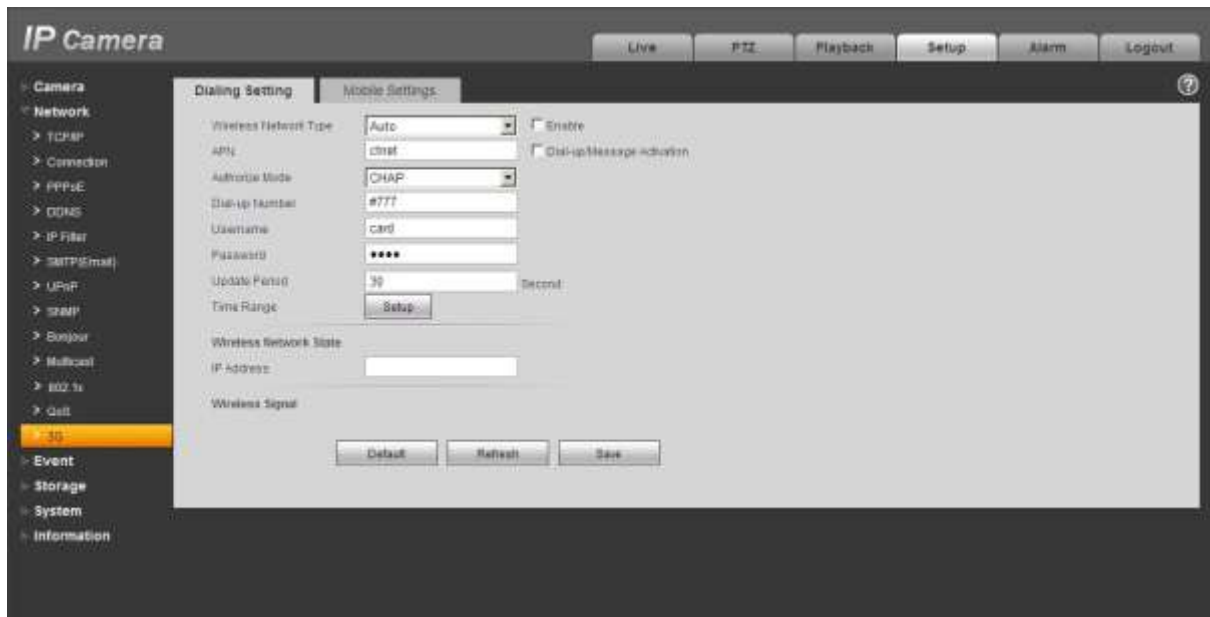 IP Camera
Live
PTZ
Playback
Setup
Alarm
Logout
Camera
Network
TCP/IP
Connection
PPPoE
DDNS
IP Filter
SMTP(Email)
UPnP
SNMP
Bonjour
Multicast
802.1x
QoS
3G
Event
Storage
System
Information
Dialing Setting
Mobile Settings
?
Wireless Network Type Auto Enable
APN ctnet Dial-up/Message Activation
Authorize Mode CHAP
Dial-up Number #777
Username card
Password ••••
Update Period 30 Second
Time Range Setup
Wireless Network State
IP Address
Wireless Signal
Default
Refresh
Save